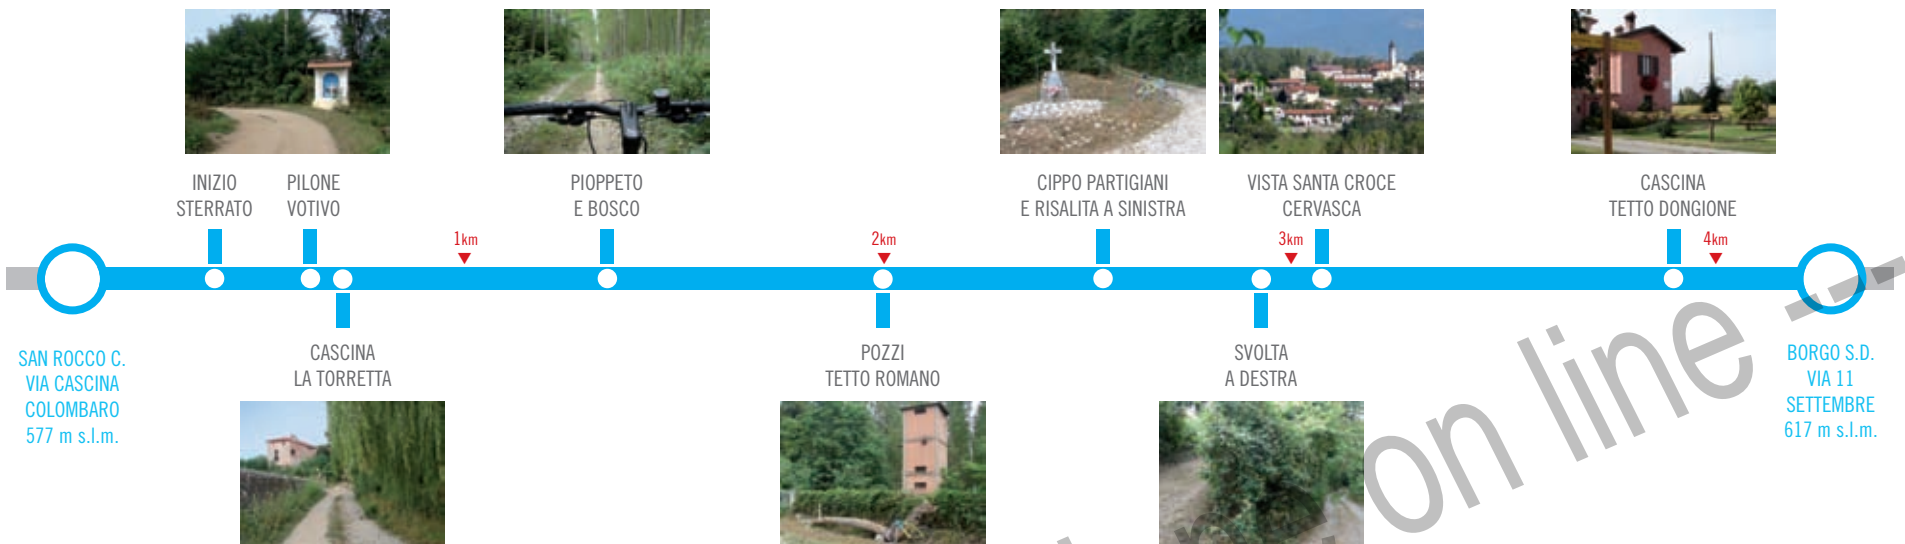 INIZIO
STERRATO
PILONE
VOTIVO
PIOPPETO
E BOSCO
CIPPO PARTIGIANI
E RISALITA A SINISTRA
VISTA SANTA CROCE
CERVASCA
CASCINA
TETTO DONGIONE
1km
2km
3km
4km
SAN ROCCO C.
VIA CASCINA
COLOMBARO
577 m s.l.m.
CASCINA
LA TORRETTA
POZZI
TETTO ROMANO
SVOLTA
A DESTRA
BORGO S.D.
VIA 11
SETTEMBRE
617 m s.l.m.
on line